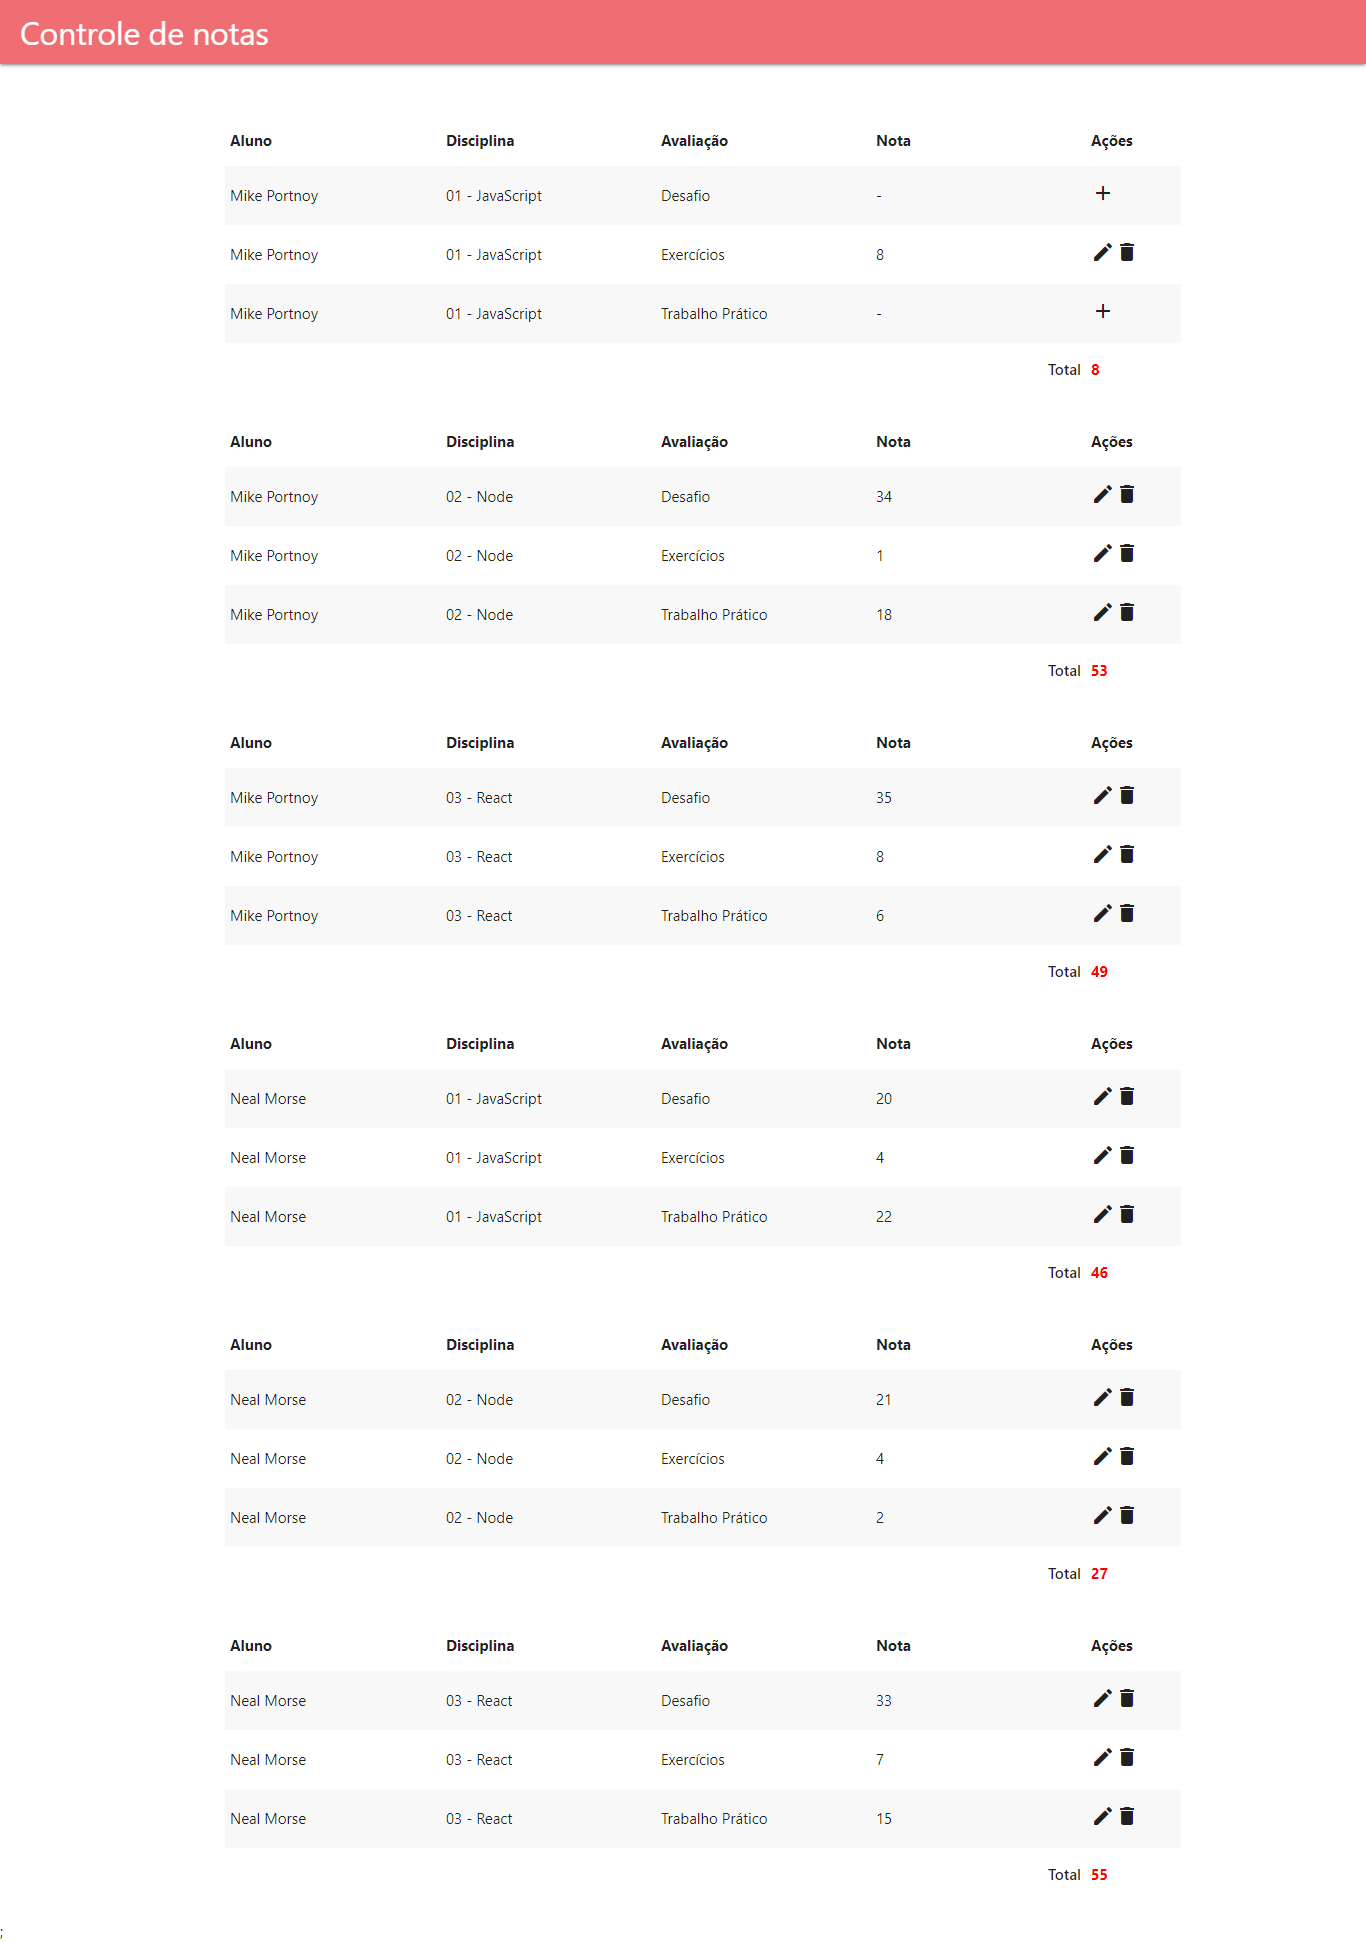 Controle de notas
Aluno Disciplina Avaliação Nota Ações
Mike Portnoy 01 - JavaScript Desafio -
Mike Portnoy 01 - JavaScript Exercícios 8
Mike Portnoy 01 - JavaScript Trabalho Prático -
Total 8
Aluno Disciplina Avaliação Nota Ações
Mike Portnoy 02 - Node Desafio 34
Mike Portnoy 02 - Node Exercícios 1
Mike Portnoy 02 - Node Trabalho Prático 18
Total 53
Aluno Disciplina Avaliação Nota Ações
Mike Portnoy 03 - React Desafio 35
Mike Portnoy 03 - React Exercícios 8
Mike Portnoy 03 - React Trabalho Prático 6
Total 49
Aluno Disciplina Avaliação Nota Ações
Neal Morse 01 - JavaScript Desafio 20
Neal Morse 01 - JavaScript Exercícios 4
Neal Morse 01 - JavaScript Trabalho Prático 22
Total 46
Aluno Disciplina Avaliação Nota Ações
Neal Morse 02 - Node Desafio 21
Neal Morse 02 - Node Exercícios 4
Neal Morse 02 - Node Trabalho Prático 2
Total 27
Aluno Disciplina Avaliação Nota Ações
Neal Morse 03 - React Desafio 33
Neal Morse 03 - React Exercícios 7
Neal Morse 03 - React Trabalho Prático 15
Total 55
;